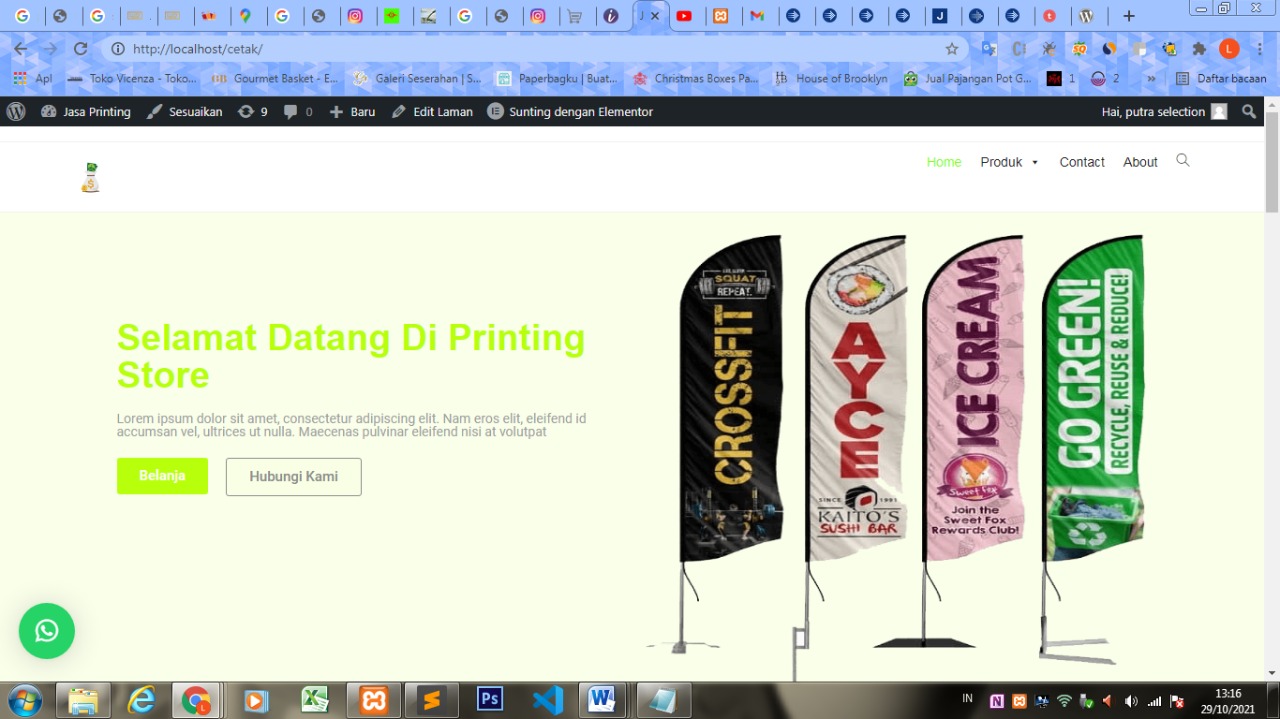 http://localhost/cetak/
Apl
Toko Vicenza - Toko...
Gourmet Basket - E...
Galeri Seserahan | S...
Paperbagku | Buat...
Christmas Boxes Pa...
House of Brooklyn
Jual Pajangan Pot G...
1
2
»
Daftar bacaan
Jasa Printing
Sesuaikan
9
0
Baru
Edit Laman
Sunting dengan Elementor
Hai, putra selection
Home
Produk
Contact
About
Selamat Datang Di Printing
Store
Lorem ipsum dolor sit amet, consectetur adipiscing elit. Nam eros elit, eleifend id
accumsan vel, ultrices ut nulla. Maecenas pulvinar eleifend nisi at volutpat
Belanja
Hubungi Kami
SQUAT
REPEAT.
CROSSFIT
AYCE
SINCE 1991
KAITO'S
SUSHI BAR
ICE CREAM
Sweet fox
Join the
Sweet Fox
Rewards Club!
GO GREEN!
RECYCLE, REUSE & REDUCE!
IN
13:16
29/10/2021